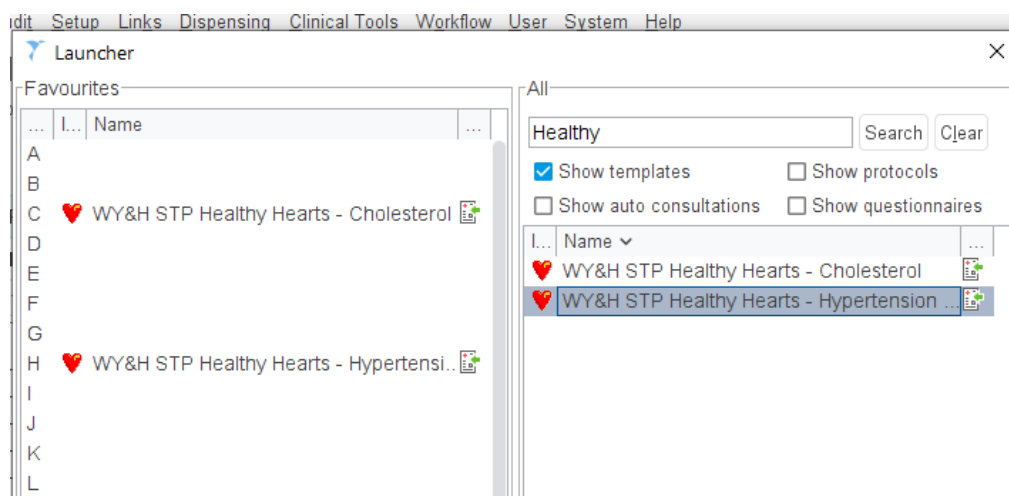 dit Setup Links Dispensing Clinical Tools Workflow User System Help
Launcher
Favourites
... I... Name ...
A
B
C WY&H STP Healthy Hearts - Cholesterol
D
E
F
G
H WY&H STP Healthy Hearts - Hypertensi..
I
J
K
L
All
Healthy Search Clear
Show templates Show protocols
Show auto consultations Show questionnaires
I... Name ...
WY&H STP Healthy Hearts - Cholesterol
WY&H STP Healthy Hearts - Hypertension ...